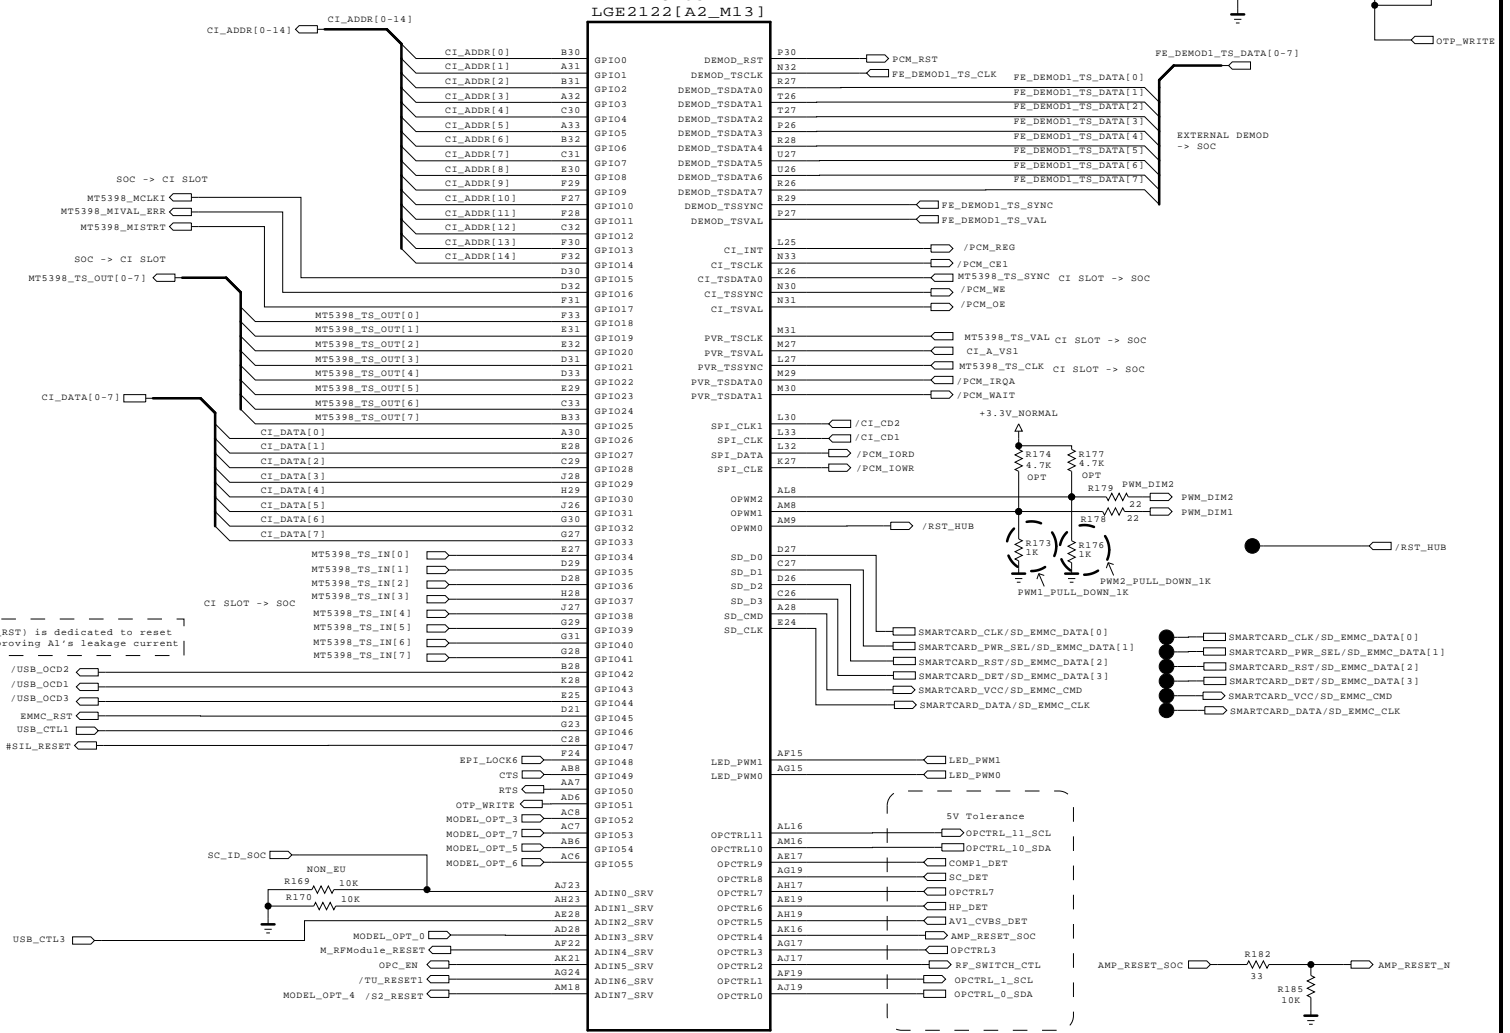 LGE2122[A2_M13]
CI_ADDR[0-14]
CI_ADDR[0-14]
OTP_WRITE
FE_DEMOD1_TS_DATA[0-7]
CI_ADDR[0] B30 GPIO0
CI_ADDR[1] A31 GPIO1
CI_ADDR[2] B31 GPIO2
CI_ADDR[3] A32 GPIO3
CI_ADDR[4] C30 GPIO4
CI_ADDR[5] A33 GPIO5
CI_ADDR[6] B32 GPIO6
CI_ADDR[7] C31 GPIO7
CI_ADDR[8] E30 GPIO8
CI_ADDR[9] F29 GPIO9
CI_ADDR[10] F27 GPIO10
CI_ADDR[11] F28 GPIO11
CI_ADDR[12] C32 GPIO12
CI_ADDR[13] F30 GPIO13
CI_ADDR[14] F32 GPIO14
SOC -> CI SLOT
MT5398_MCLKI D30 GPIO15
MT5398_MIVAL_ERR D32 GPIO16
MT5398_MISTRT F31 GPIO17
SOC -> CI SLOT
MT5398_TS_OUT[0-7]
MT5398_TS_OUT[0] F33 GPIO18
MT5398_TS_OUT[1] E31 GPIO19
MT5398_TS_OUT[2] E32 GPIO20
MT5398_TS_OUT[3] D31 GPIO21
MT5398_TS_OUT[4] D33 GPIO22
MT5398_TS_OUT[5] E29 GPIO23
MT5398_TS_OUT[6] C33 GPIO24
MT5398_TS_OUT[7] B33 GPIO25
CI_DATA[0-7]
CI_DATA[0] A30 GPIO26
CI_DATA[1] E28 GPIO27
CI_DATA[2] C29 GPIO28
CI_DATA[3] J28 GPIO29
CI_DATA[4] H29 GPIO30
CI_DATA[5] J26 GPIO31
CI_DATA[6] G30 GPIO32
CI_DATA[7] G27 GPIO33
MT5398_TS_IN[0] E27 GPIO34
MT5398_TS_IN[1] D29 GPIO35
MT5398_TS_IN[2] D28 GPIO36
MT5398_TS_IN[3] H28 GPIO37
CI SLOT -> SOC
MT5398_TS_IN[4] J27 GPIO38
MT5398_TS_IN[5] G29 GPIO39
MT5398_TS_IN[6] G31 GPIO40
MT5398_TS_IN[7] G28 GPIO41
RST) is dedicated to reset
roving A1's leakage current
/USB_OCD2 B28 GPIO42
/USB_OCD1 K28 GPIO43
/USB_OCD3 E25 GPIO44
EMMC_RST D21 GPIO45
USB_CTL1 G23 GPIO46
#SIL_RESET C28 GPIO47
EPI_LOCK6 F24 GPIO48
CTS AB8 GPIO49
RTS AA7 GPIO50
OTP_WRITE AD6 GPIO51
MODEL_OPT_3 AC8 GPIO52
MODEL_OPT_7 AC7 GPIO53
MODEL_OPT_5 AB6 GPIO54
MODEL_OPT_6 AC6 GPIO55
SC_ID_SOC
NON_EU
R169 10K AJ23 ADIN0_SRV
R170 10K AH23 ADIN1_SRV
USB_CTL3 AE28 ADIN2_SRV
MODEL_OPT_0 AD28 ADIN3_SRV
M_RFModule_RESET AF22 ADIN4_SRV
OPC_EN AK21 ADIN5_SRV
/TU_RESET1 AG24 ADIN6_SRV
MODEL_OPT_4 /S2_RESET AM18 ADIN7_SRV
DEMOD_RST P30 PCM_RST
DEMOD_TSCLK N32 FE_DEMOD1_TS_CLK
DEMOD_TSDATA0 R27 FE_DEMOD1_TS_DATA[0]
DEMOD_TSDATA1 T26 FE_DEMOD1_TS_DATA[1]
DEMOD_TSDATA2 T27 FE_DEMOD1_TS_DATA[2]
DEMOD_TSDATA3 P26 FE_DEMOD1_TS_DATA[3]
DEMOD_TSDATA4 R28 FE_DEMOD1_TS_DATA[4]
DEMOD_TSDATA5 U27 FE_DEMOD1_TS_DATA[5]
DEMOD_TSDATA6 U26 FE_DEMOD1_TS_DATA[6]
DEMOD_TSDATA7 R26 FE_DEMOD1_TS_DATA[7]
EXTERNAL DEMOD
-> SOC
DEMOD_TSSYNC R29 FE_DEMOD1_TS_SYNC
DEMOD_TSVAL P27 FE_DEMOD1_TS_VAL
CI_INT L25 /PCM_REG
CI_TSCLK N33 /PCM_CE1
CI_TSDATA0 K26 MT5398_TS_SYNC CI SLOT -> SOC
CI_TSSYNC N30 /PCM_WE
CI_TSVAL N31 /PCM_OE
PVR_TSCLK M31 MT5398_TS_VAL CI SLOT -> SOC
PVR_TSVAL M27 CI_A_VS1
PVR_TSSYNC L27 MT5398_TS_CLK CI SLOT -> SOC
PVR_TSDATA0 M29 /PCM_IRQA
PVR_TSDATA1 M30 /PCM_WAIT
+3.3V_NORMAL
SPI_CLK1 L30 /CI_CD2
SPI_CLK L33 /CI_CD1
SPI_DATA L32 /PCM_IORD
SPI_CLE K27 /PCM_IOWR
R174
4.7K
OPT
R177
4.7K
OPT
OPWM2 AL8 R179 22 PWM_DIM2 PWM_DIM2
OPWM1 AM8 R178 22 PWM_DIM1
OPWM0 AM9 /RST_HUB
R173
1K
R176
1K
PWM2_PULL_DOWN_1K
PWM1_PULL_DOWN_1K
/RST_HUB
SD_D0 D27 SMARTCARD_CLK/SD_EMMC_DATA[0]
SD_D1 C27 SMARTCARD_PWR_SEL/SD_EMMC_DATA[1]
SD_D2 D26 SMARTCARD_RST/SD_EMMC_DATA[2]
SD_D3 C26 SMARTCARD_DET/SD_EMMC_DATA[3]
SD_CMD A28 SMARTCARD_VCC/SD_EMMC_CMD
SD_CLK E24 SMARTCARD_DATA/SD_EMMC_CLK
SMARTCARD_CLK/SD_EMMC_DATA[0]
SMARTCARD_PWR_SEL/SD_EMMC_DATA[1]
SMARTCARD_RST/SD_EMMC_DATA[2]
SMARTCARD_DET/SD_EMMC_DATA[3]
SMARTCARD_VCC/SD_EMMC_CMD
SMARTCARD_DATA/SD_EMMC_CLK
LED_PWM1 AF15 LED_PWM1
LED_PWM0 AG15 LED_PWM0
5V Tolerance
OPCTRL11 AL16 OPCTRL_11_SCL
OPCTRL10 AM16 OPCTRL_10_SDA
OPCTRL9 AE17 COMP1_DET
OPCTRL8 AG19 SC_DET
OPCTRL7 AH17 OPCTRL7
OPCTRL6 AE19 HP_DET
OPCTRL5 AH19 AV1_CVBS_DET
OPCTRL4 AK16 AMP_RESET_SOC
OPCTRL3 AG17 OPCTRL3
OPCTRL2 AJ17 RF_SWITCH_CTL
OPCTRL1 AF19 OPCTRL_1_SCL
OPCTRL0 AJ19 OPCTRL_0_SDA
AMP_RESET_SOC R182 33 AMP_RESET_N
R185
10K